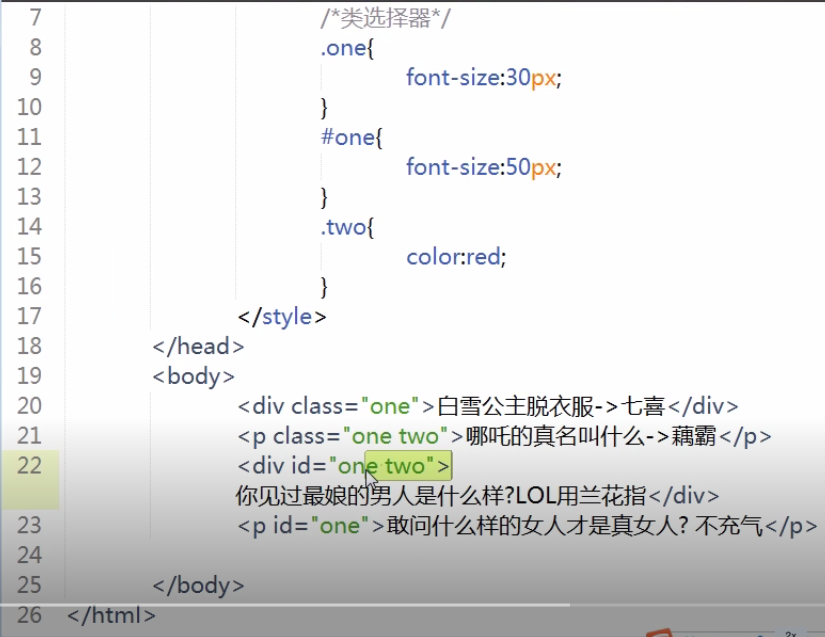 7 /*类选择器*/
8 .one{
9 font-size:30px;
10 }
11 #one{
12 font-size:50px;
13 }
14 .two{
15 color:red;
16 }
17 </style>
18 </head>
19 <body>
20 <div class="one">白雪公主脱衣服->七喜</div>
21 <p class="one two">哪吒的真名叫什么->藕霸</p>
22 <div id="one two">
你见过最娘的男人是什么样?LOL用兰花指</div>
23 <p id="one">敢问什么样的女人才是真女人? 不充气</p>
24
25 </body>
26 </html>
2x